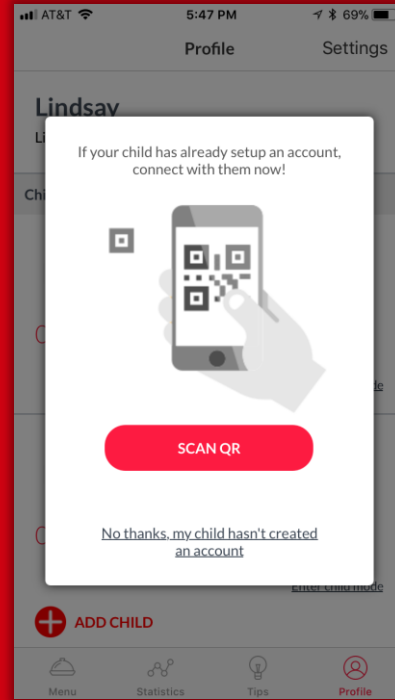 AT&T 5:47 PM 69%
Profile Settings
Lindsay
Li
Chi
If your child has already setup an account,
connect with them now!
SCAN QR
No thanks, my child hasn't created
an account
Enter child mode
ADD CHILD
Menu Statistics Tips Profile